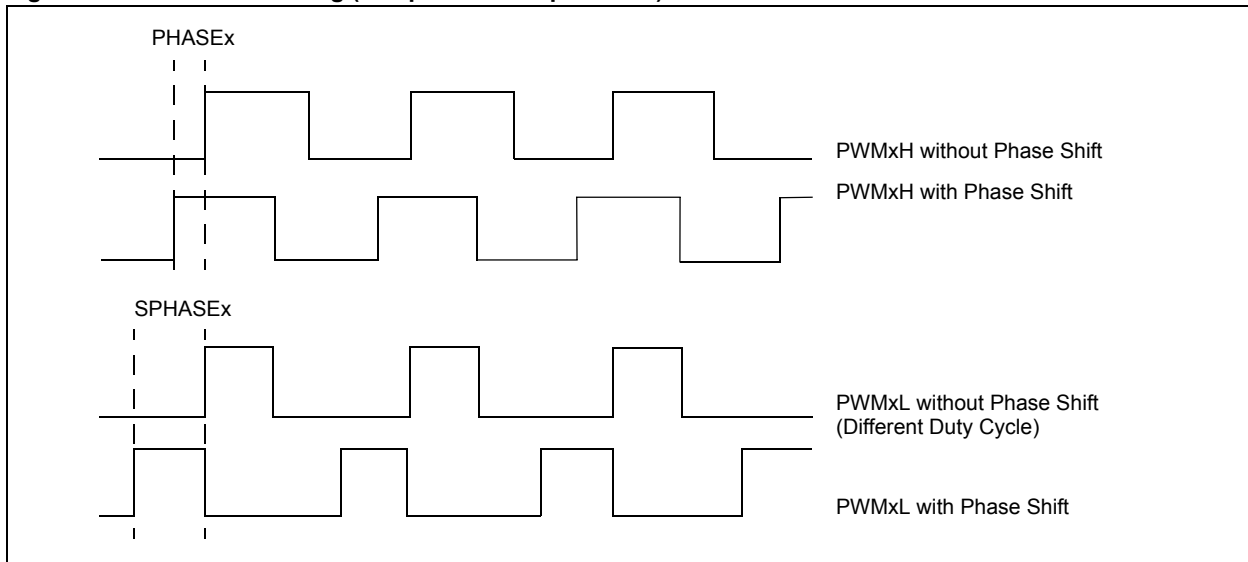 PHASEx
PWMxH without Phase Shift
PWMxH with Phase Shift
SPHASEx
PWMxL without Phase Shift
(Different Duty Cycle)
PWMxL with Phase Shift